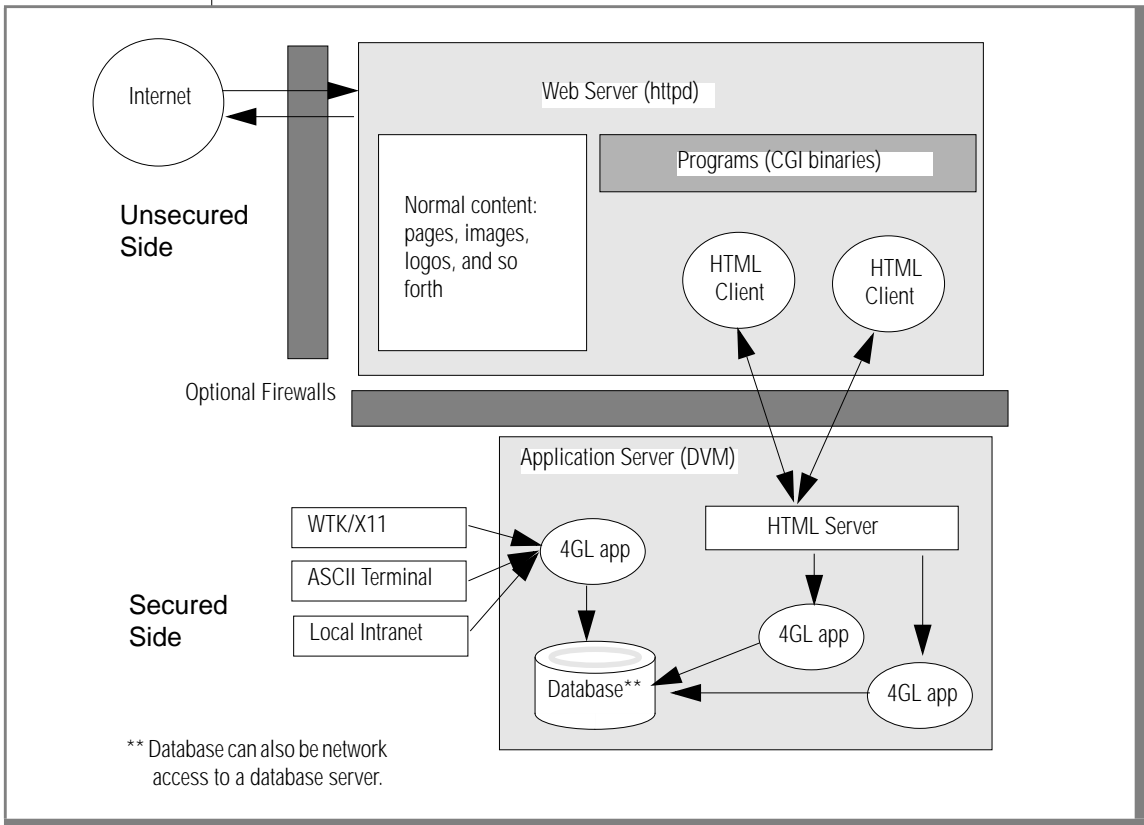 Internet
Web Server (httpd)
Programs (CGI binaries)
Normal content:
pages, images,
logos, and so
forth
HTML
Client
HTML
Client
Unsecured
Side
Optional Firewalls
Application Server (DVM)
WTK/X11
ASCII Terminal
Local Intranet
4GL app
HTML Server
Secured
Side
4GL app
4GL app
Database**
** Database can also be network
access to a database server.